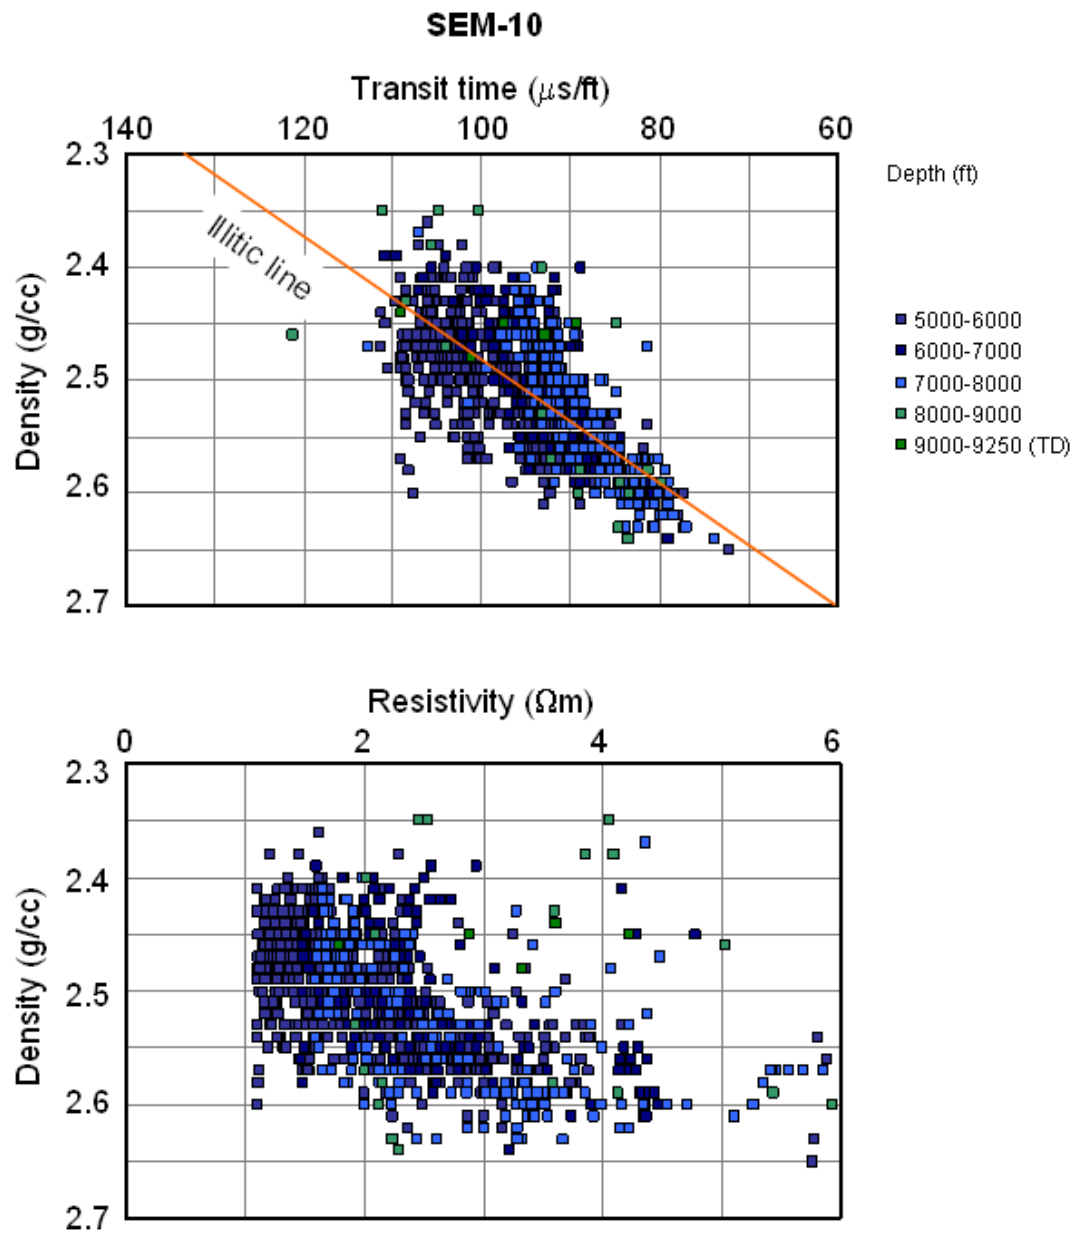 SEM-10
Transit time (μs/ft)
140 120 100 80 60
2.3
2.4
2.5
2.6
2.7
Density (g/cc)
Illitic line
Depth (ft)
5000-6000
6000-7000
7000-8000
8000-9000
9000-9250 (TD)
Resistivity (Ωm)
0 2 4 6
2.3
2.4
2.5
2.6
2.7
Density (g/cc)